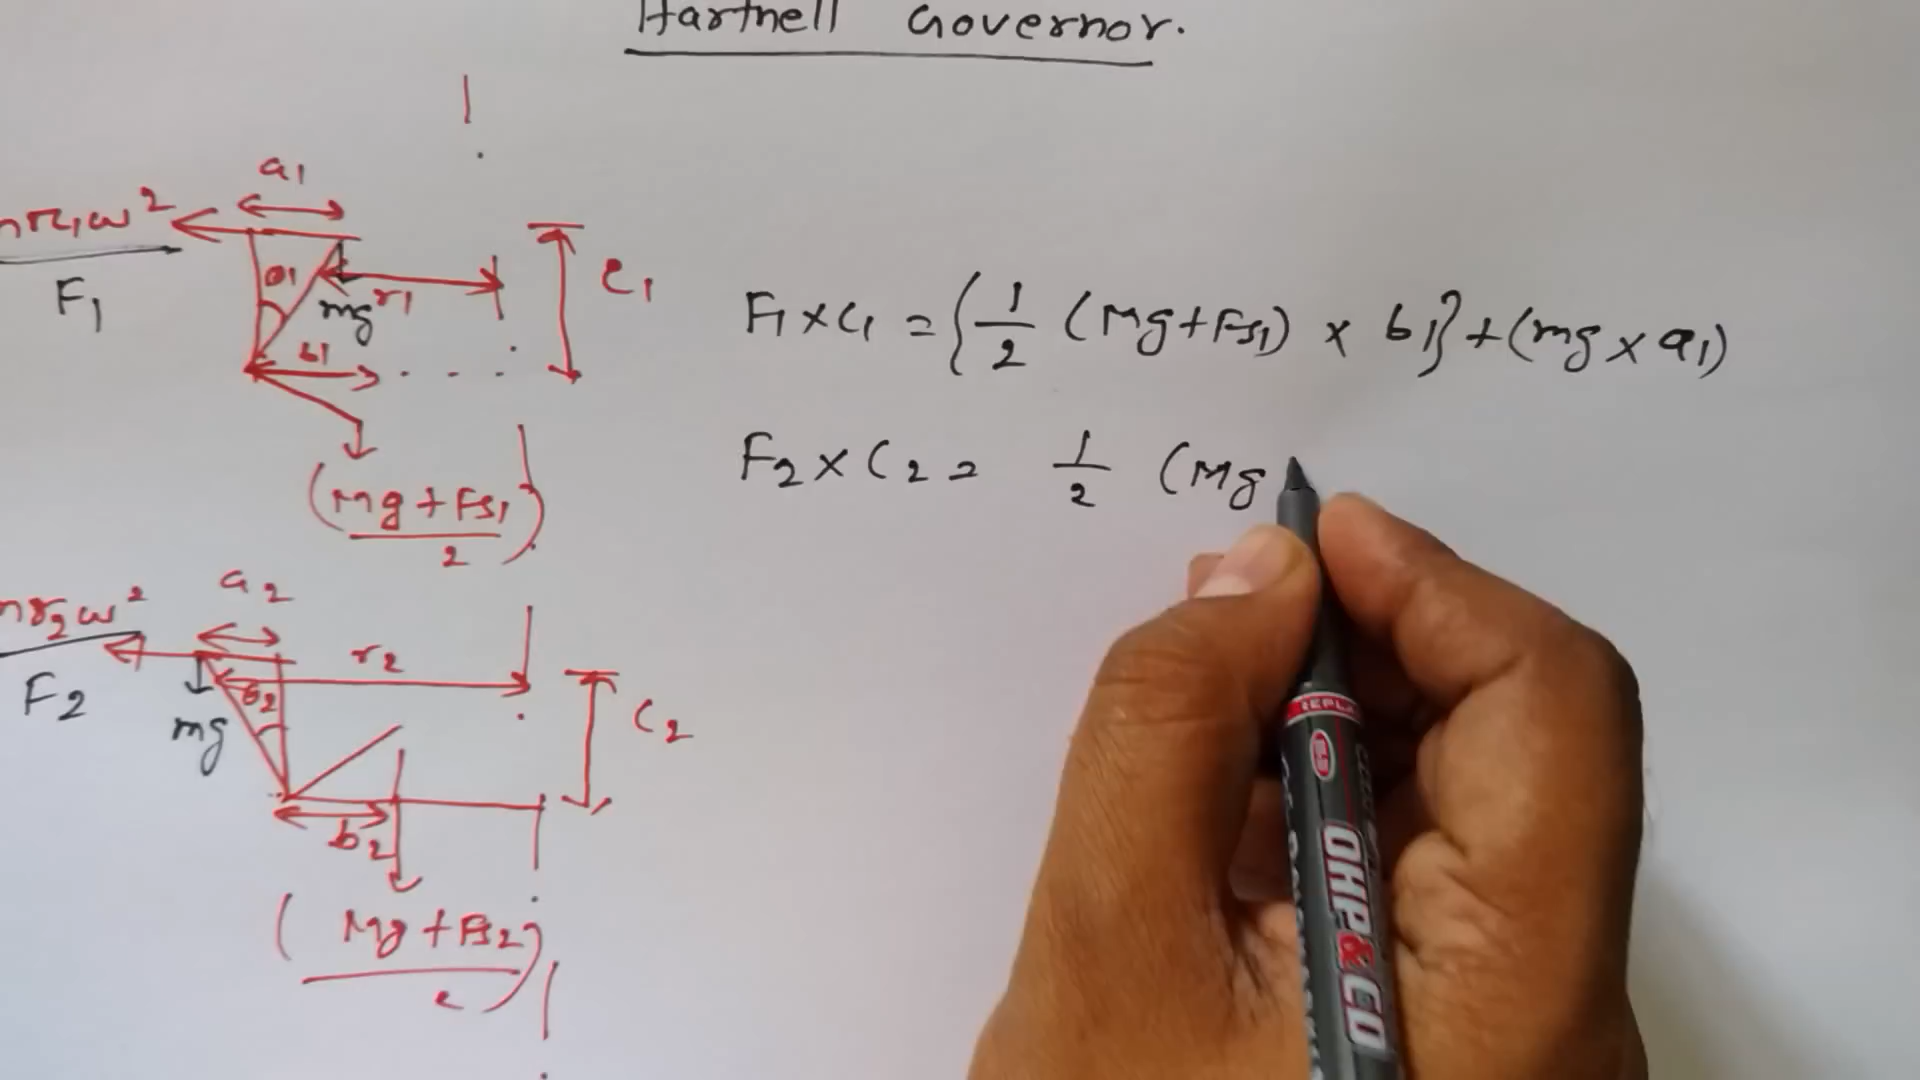 Hartnell Governor.
a1
mr1ω²
F1
θ1
mg
r1
b1
c1
(Mg+Fs1)
2
F1×c1 = {1/2 (Mg+Fs1) × b1} + (mg × a1)
F2×C2 = 1/2 (Mg
a2
mr2ω²
F2
r2
θ2
mg
C2
b2
(Mg+Fs2)
2
OHP&CD